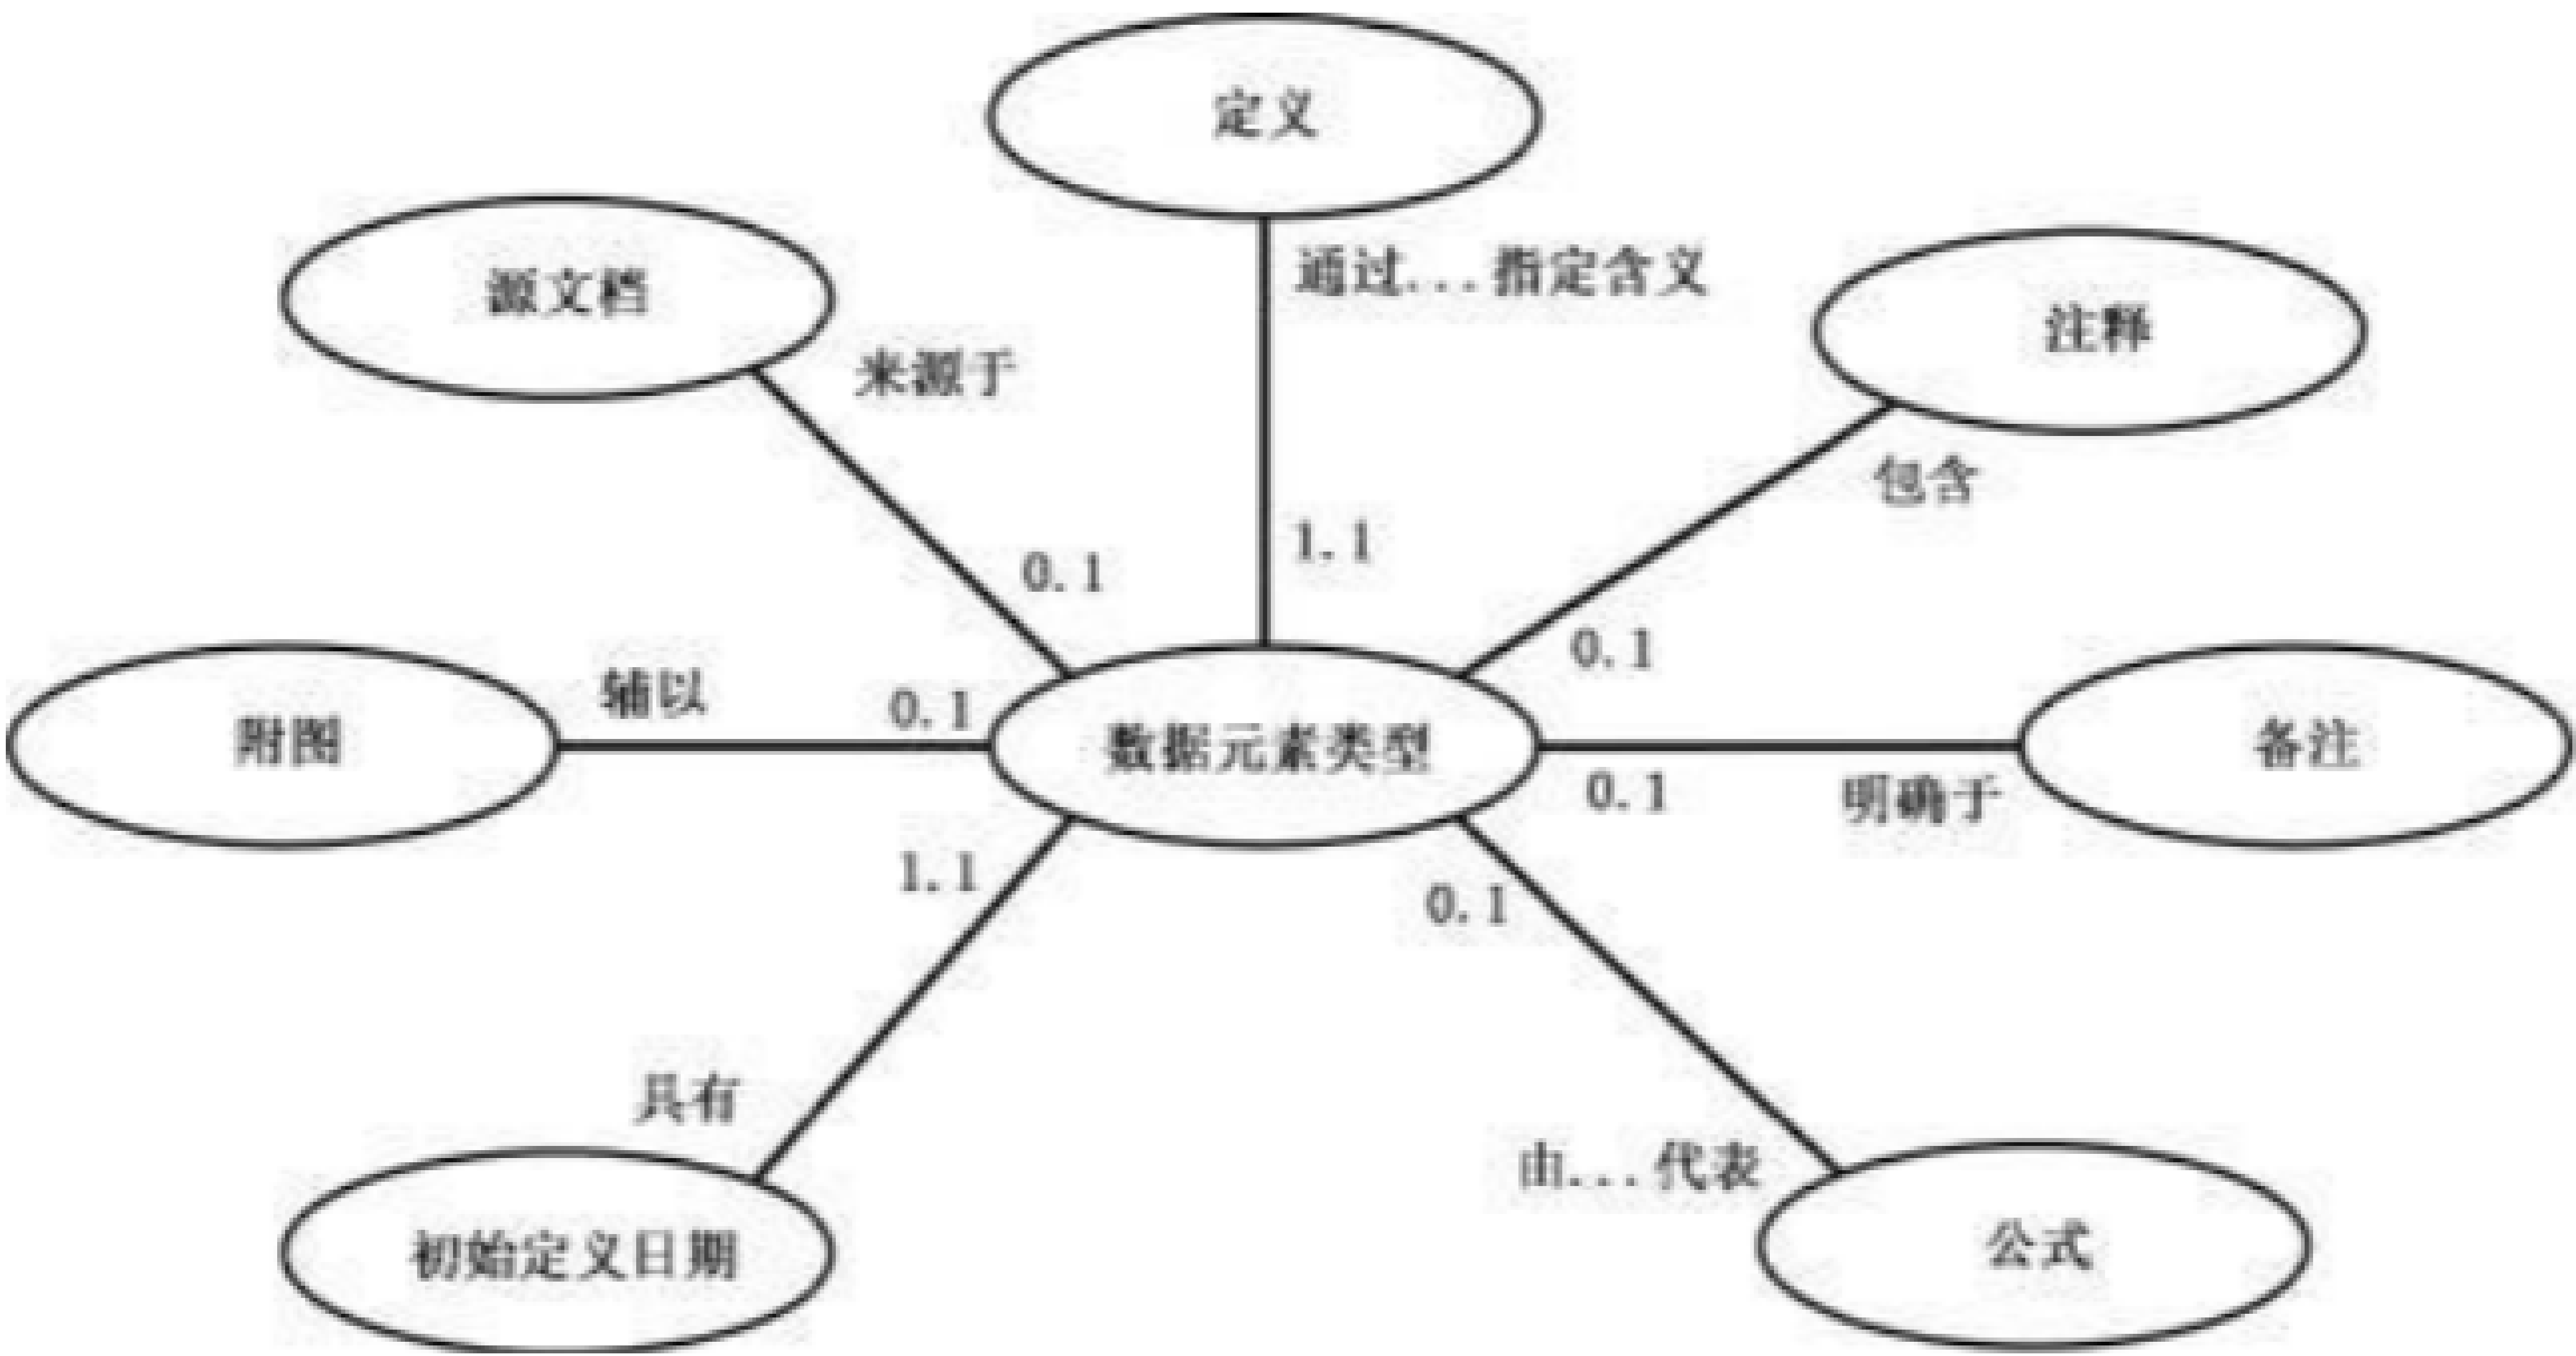 定义
通过...指定含义
源文档
注释
来源于
包含
1.1
0.1
0.1
辅以
0.1
附图
数据元素类型
备注
0.1
明确于
1.1
0.1
具有
由...代表
初始定义日期
公式